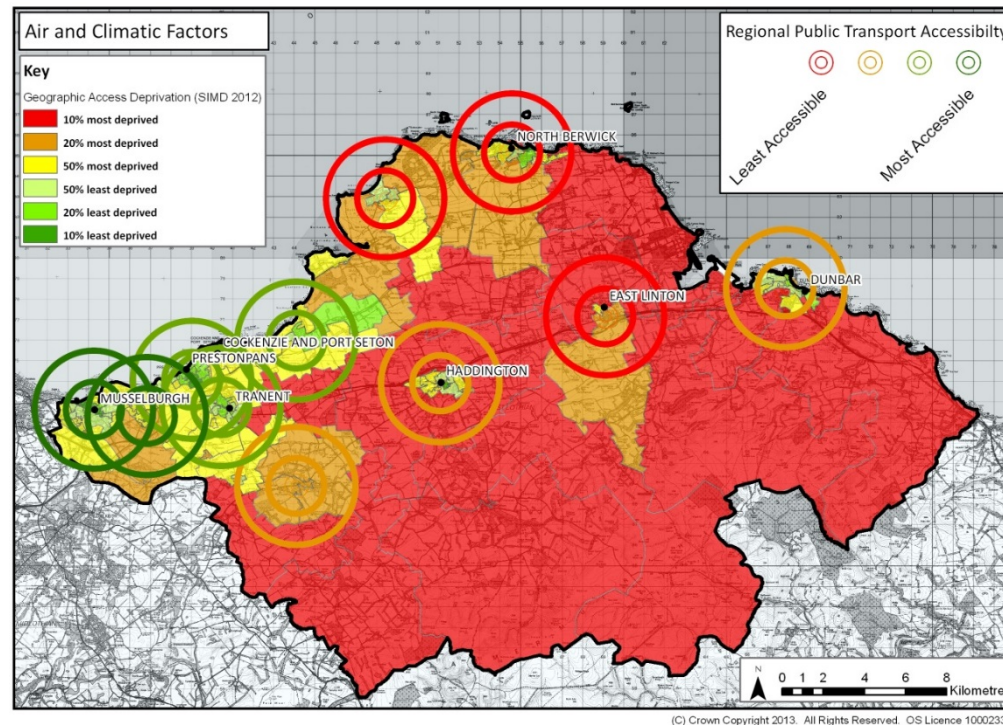 Air and Climatic Factors
Key
Geographic Access Deprivation (SIMD 2012)
10% most deprived
20% most deprived
50% most deprived
50% least deprived
20% least deprived
10% least deprived
Regional Public Transport Accessibilty
Least Accessible
Most Accessible
NORTH BERWICK
DUNBAR
EAST LINTON
COCKENZIE AND PORT SETON
PRESTONPANS
HADDINGTON
MUSSELBURGH
TRANENT
N
0 1 2 4 6 8
Kilometre
(C) Crown Copyright 2013. All Rights Reserved. OS Licence 100023